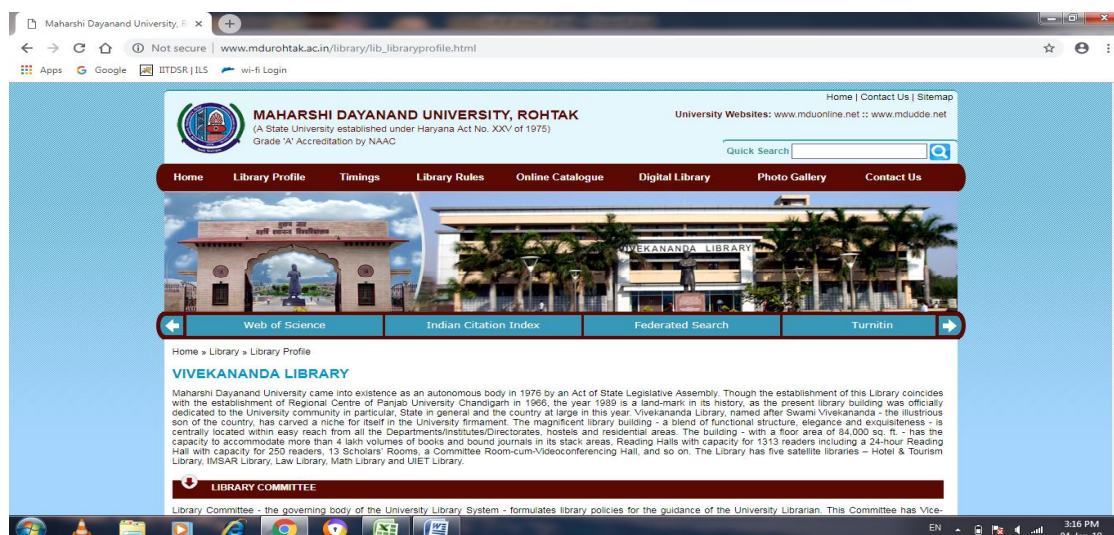 Maharshi Dayanand University, R
Not secure | www.mdurohtak.ac.in/library/lib_libraryprofile.html
Apps Google IITDSR | ILS wi-fi Login
Home | Contact Us | Sitemap
MAHARSHI DAYANAND UNIVERSITY, ROHTAK
University Websites: www.mduonline.net :: www.mdudde.net
(A State University established under Haryana Act No. XXV of 1975)
Grade 'A' Accreditation by NAAC
Quick Search
Home Library Profile Timings Library Rules Online Catalogue Digital Library Photo Gallery Contact Us
VIVEKANANDA LIBRARY
Web of Science Indian Citation Index Federated Search Turnitin
Home » Library » Library Profile
VIVEKANANDA LIBRARY
Maharshi Dayanand University came into existence as an autonomous body in 1976 by an Act of State Legislative Assembly. Though the establishment of this Library coincides
with the establishment of Regional Centre of Panjab University Chandigarh in 1966, the year 1989 is a land-mark in its history, as the present library building was officially
dedicated to the University community in particular, State in general and the country at large in this year. Vivekananda Library, named after Swami Vivekananda - the illustrious
son of the country, has carved a niche for itself in the University firmament. The magnificent library building - a blend of functional structure, elegance and exquisiteness - is
centrally located within easy reach from all the Departments/Institutes/Directorates, hostels and residential areas. The building - with a floor area of 84,000 sq. ft. - has the
capacity to accommodate more than 4 lakh volumes of books and bound journals in its stack areas, Reading Halls with capacity for 1313 readers including a 24-hour Reading
Hall with capacity for 250 readers, 13 Scholars' Rooms, a Committee Room-cum-Videoconferencing Hall, and so on. The Library has five satellite libraries – Hotel & Tourism
Library, IMSAR Library, Law Library, Math Library and UIET Library.
LIBRARY COMMITTEE
Library Committee - the governing body of the University Library System - formulates library policies for the guidance of the University Librarian. This Committee has Vice-
EN 3:16 PM